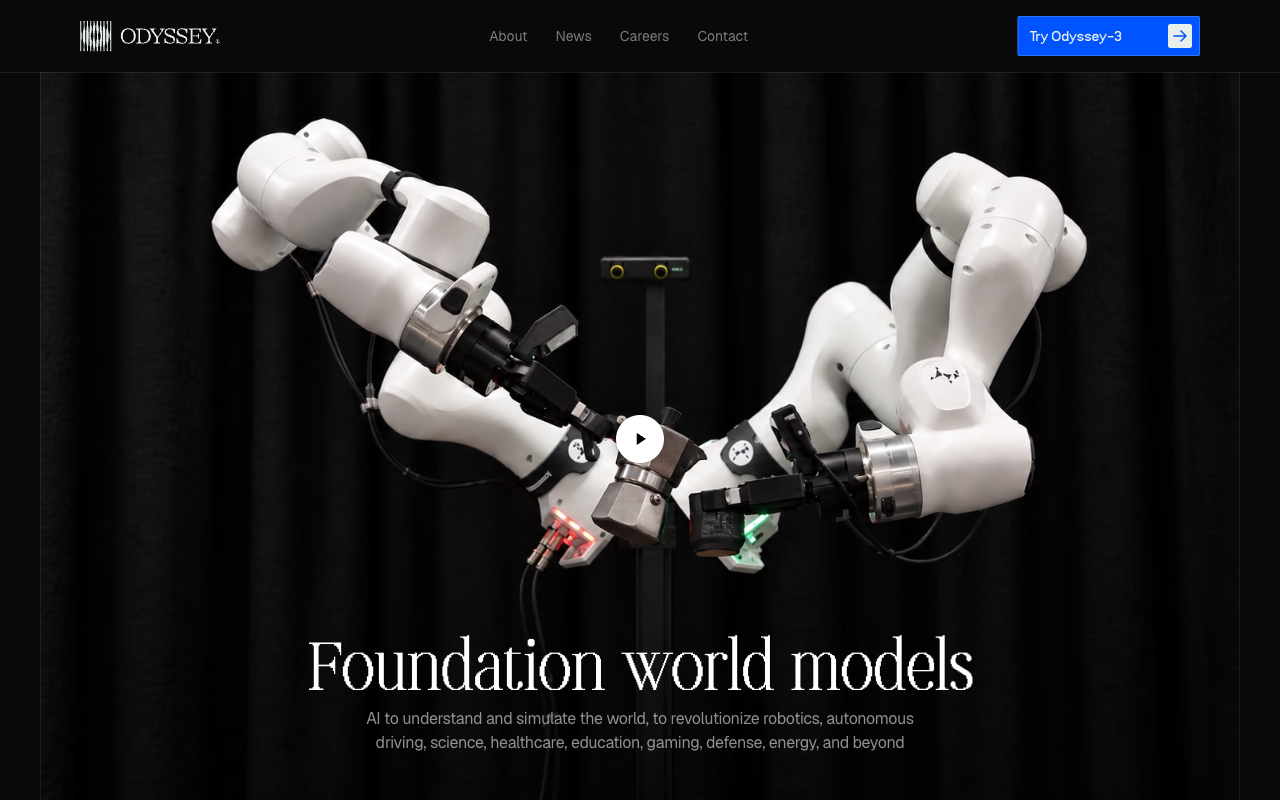 ODYSSEY
About
News
Careers
Contact
Try Odyssey-3
Foundation world models
AI to understand and simulate the world, to revolutionize robotics, autonomous
driving, science, healthcare, education, gaming, defense, energy, and beyond